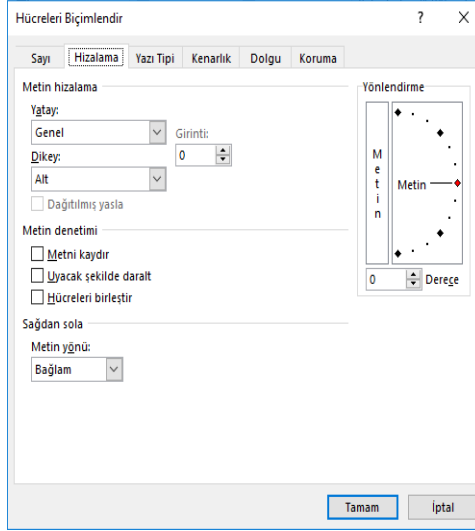 Hücreleri Biçimlendir ? X
Sayı Hizalama Yazı Tipi Kenarlık Dolgu Koruma
Metin hizalama
Yatay:
Genel
Girinti:
0
Dikey:
Alt
Dağıtılmış yasla
Metin denetimi
Metni kaydır
Uyacak şekilde daralt
Hücreleri birleştir
Sağdan sola
Metin yönü:
Bağlam
Yönlendirme
Metin
Metin
0 Derece
Tamam İptal